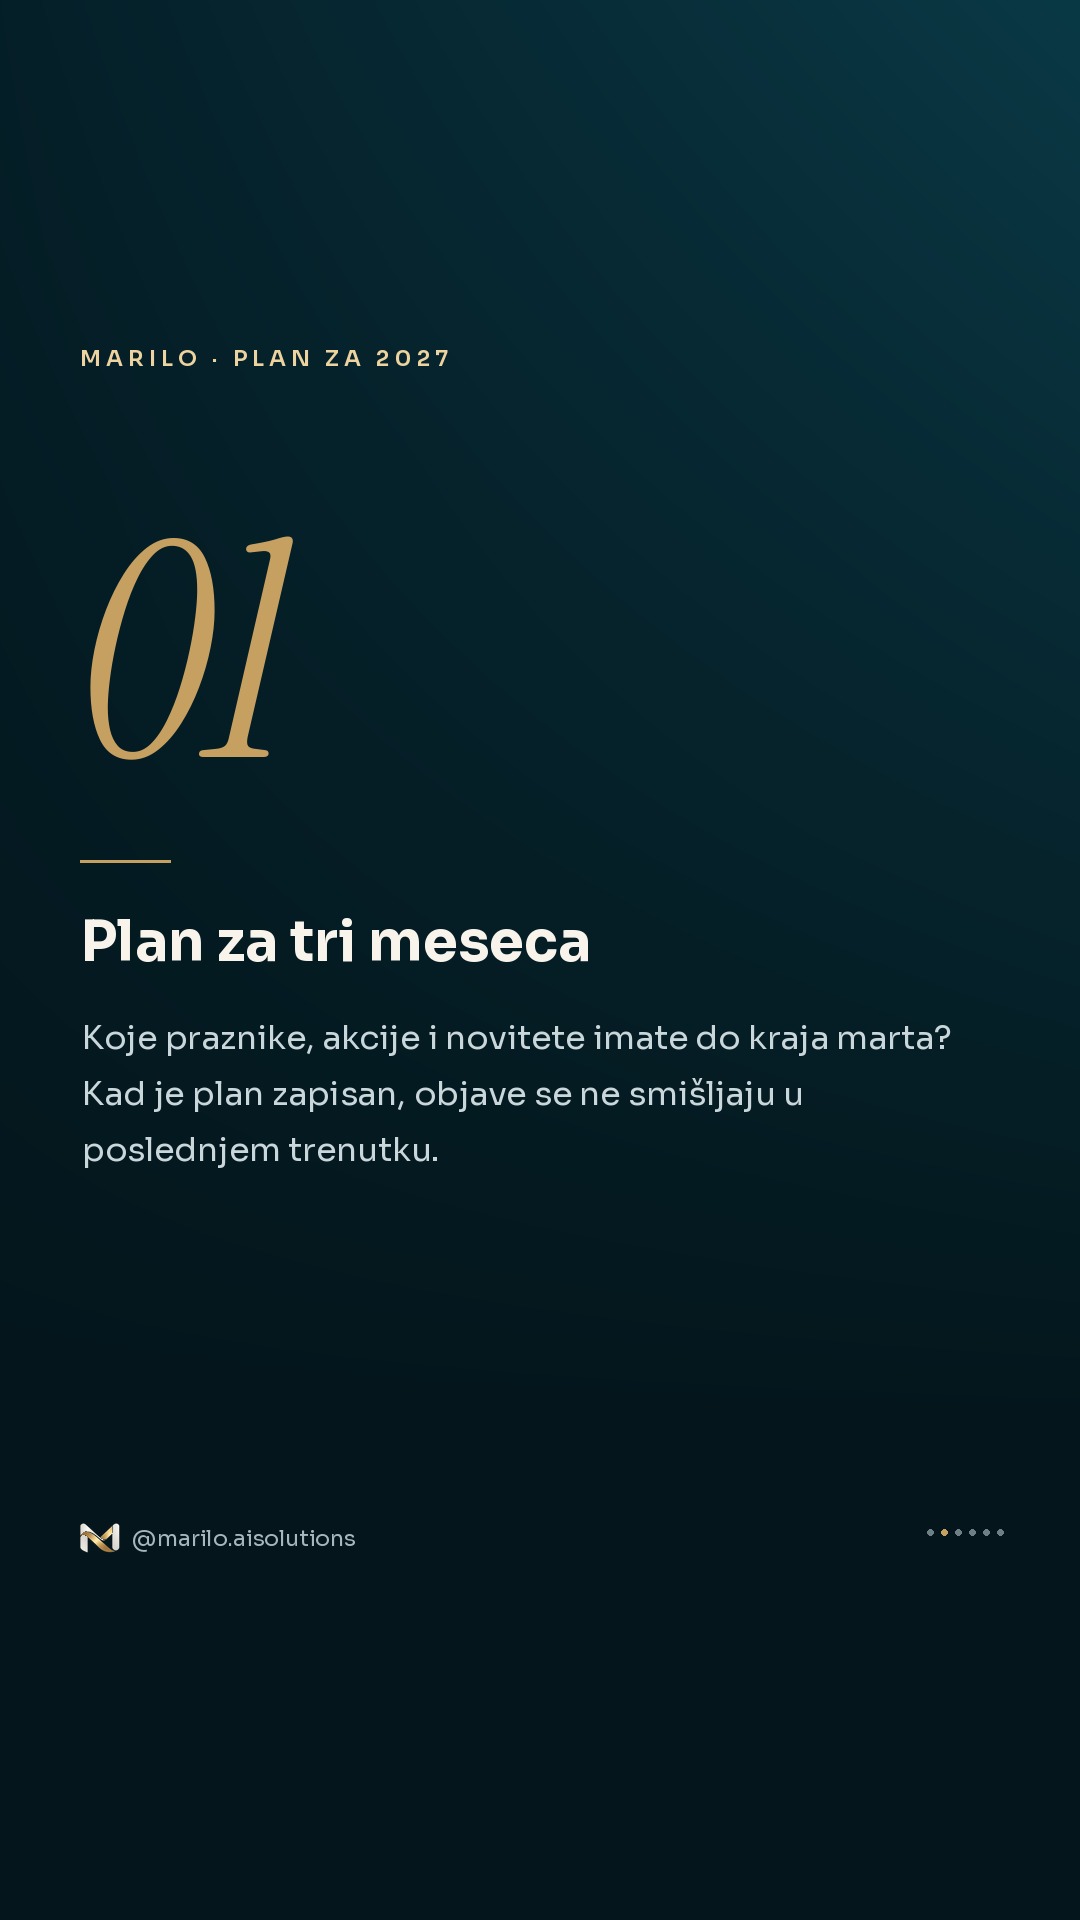 MARILO · PLAN ZA 2027
01
Plan za tri meseca
Koje praznike, akcije i novitete imate do kraja marta?
Kad je plan zapisan, objave se ne smišljaju u
poslednjem trenutku.
@marilo.aisolutions